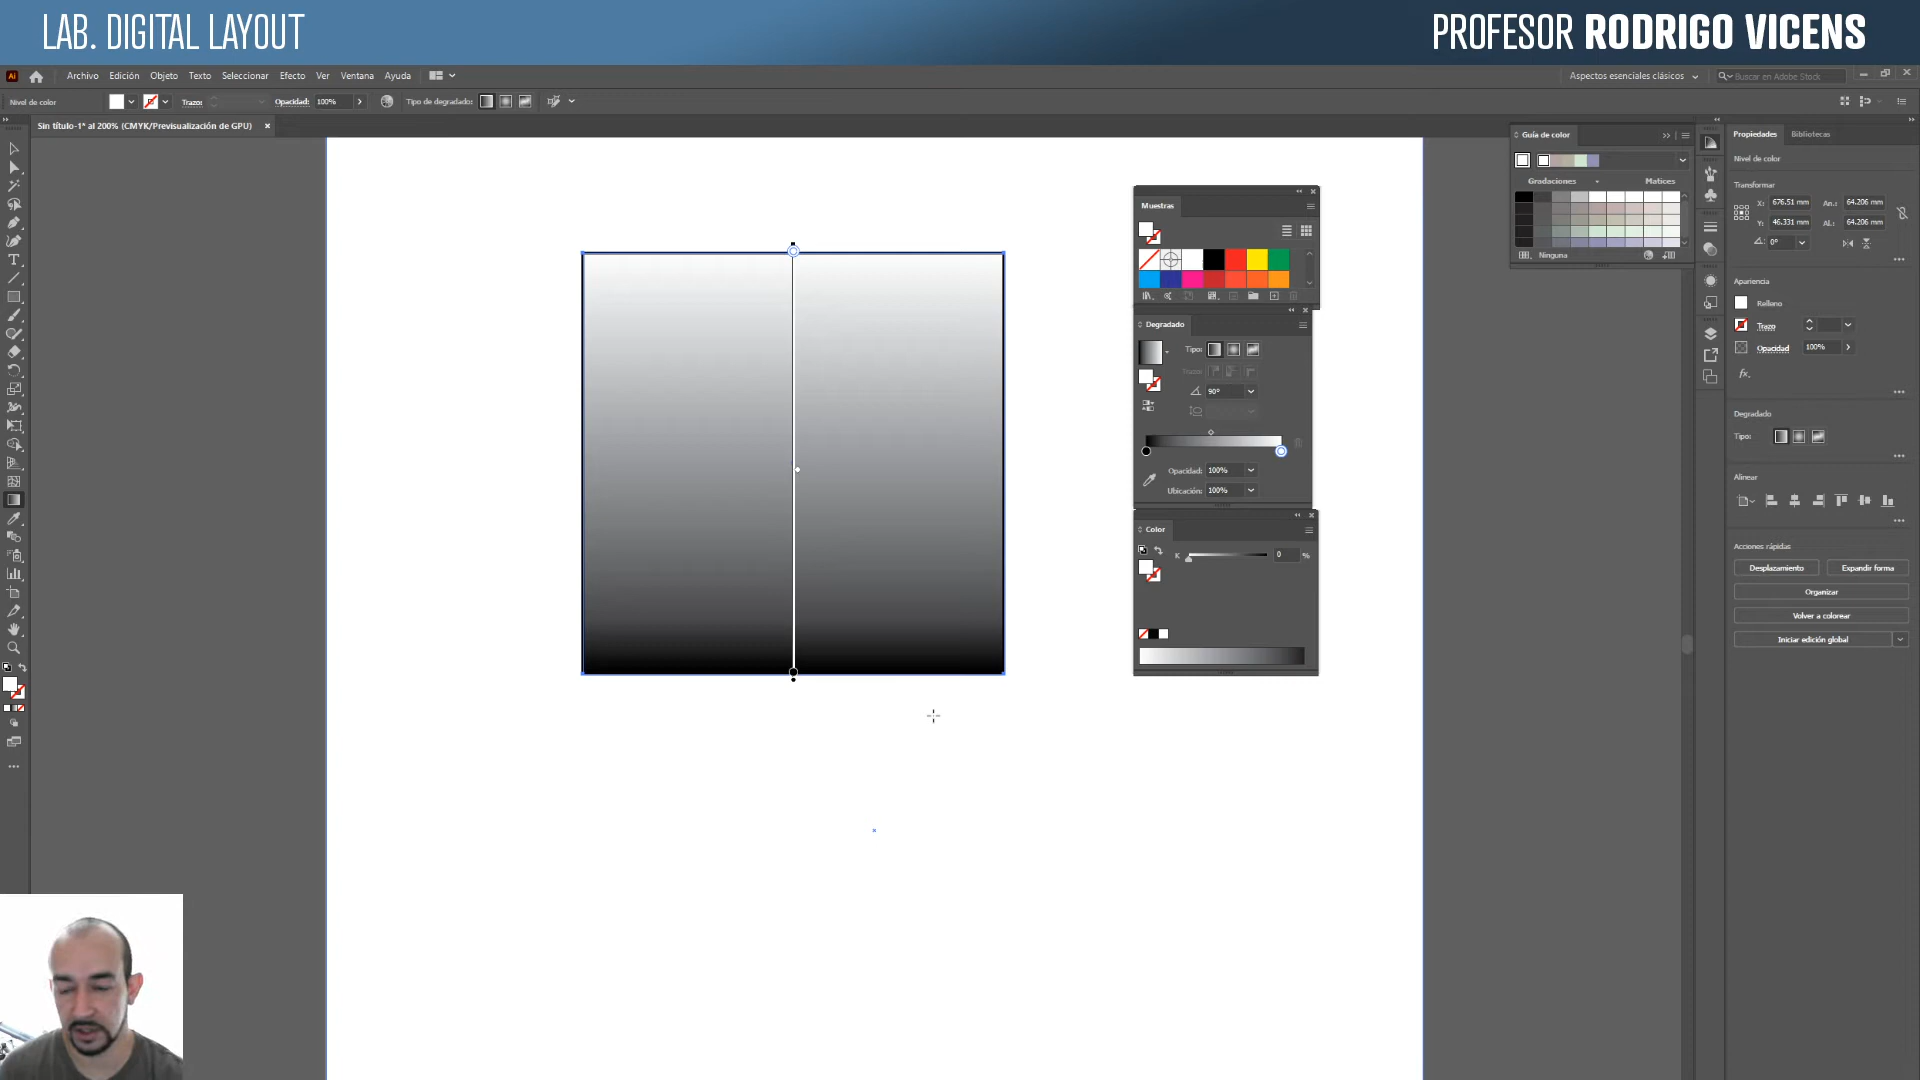 LAB. DIGITAL LAYOUT
PROFESOR RODRIGO VICENS
Ai
Archivo Edición Objeto Texto Seleccionar Efecto Ver Ventana Ayuda
Aspectos esenciales clásicos
Buscar en Adobe Stock
Nivel de color
Trazo:
Opacidad: 100%
Tipo de degradado:
Sin título-1* al 200% (CMYK/Previsualización de GPU)
Guía de color
Gradaciones
Matices
Ninguna
Muestras
Degradado
Tipo:
Trazo:
90°
Opacidad: 100%
Ubicación: 100%
Color
K 0 %
Propiedades Bibliotecas
Nivel de color
Transformar
X: 676.51 mm An.: 64.206 mm
Y: 46.331 mm Al.: 64.206 mm
0°
Apariencia
Relleno
Trazo
Opacidad 100%
fx.
Degradado
Tipo:
Alinear
Acciones rápidas
Desplazamiento Expandir forma
Organizar
Volver a colorear
Iniciar edición global